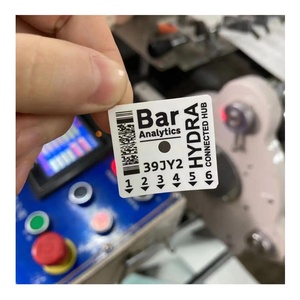 Bar
Analytics
39JY2
HYDRA
CONNECTED HUB
1 2 3 4 5 6